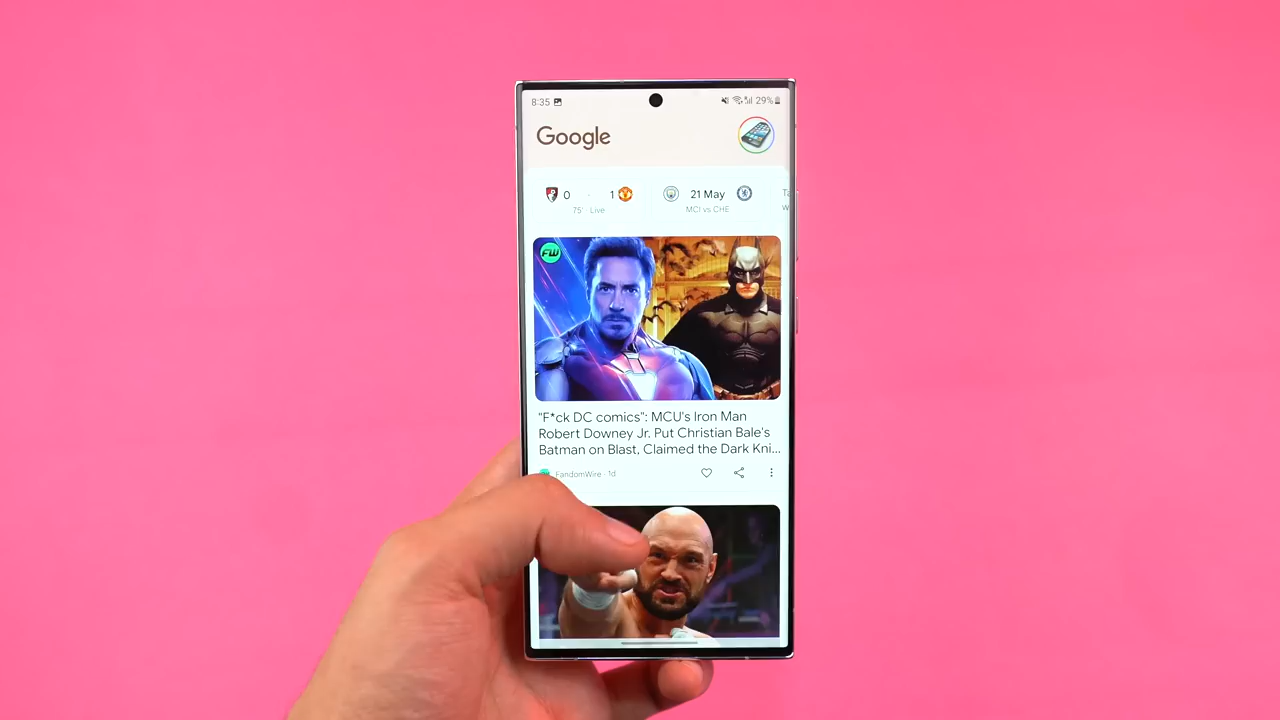 8:35 29%
Google
0 - 1 21 May Ta
75' · Live MCI vs CHE w
FW
"F*ck DC comics": MCU's Iron Man
Robert Downey Jr. Put Christian Bale's
Batman on Blast, Claimed the Dark Kni...
FandomWire · 1d